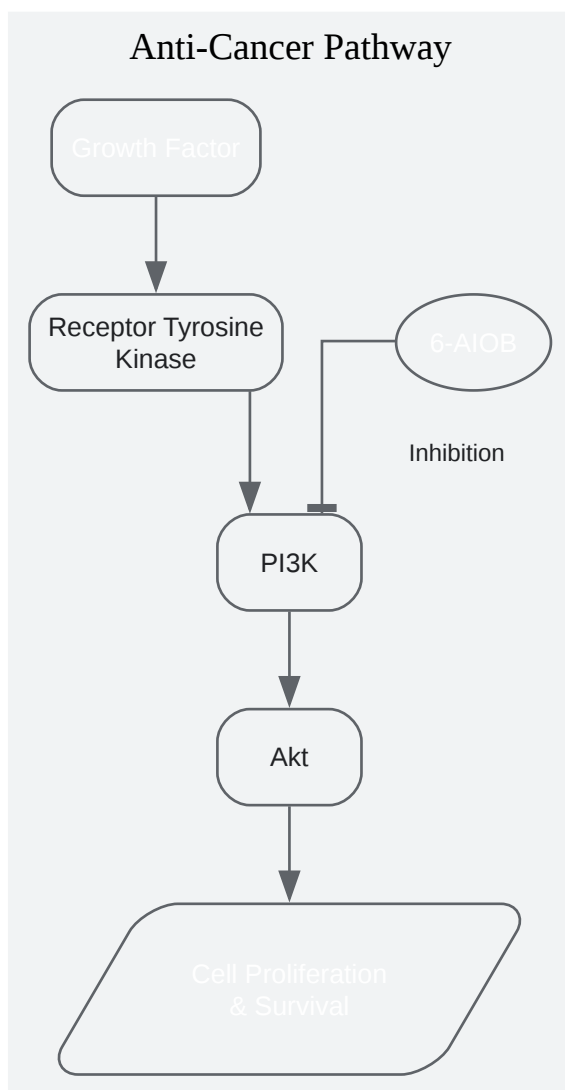 Anti-Cancer Pathway
Growth Factor
Receptor Tyrosine
Kinase
6-AIOB
Inhibition
PI3K
Akt
Cell Proliferation
& Survival